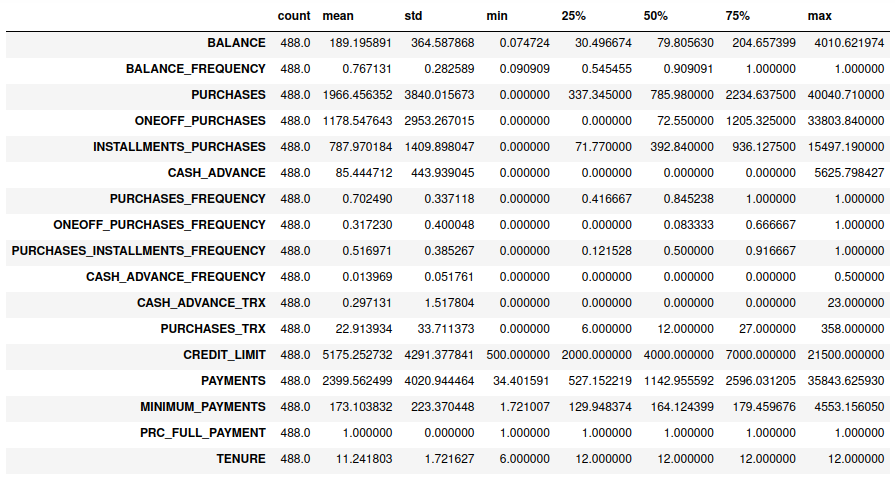 count mean std min 25% 50% 75% max
BALANCE 488.0 189.195891 364.587868 0.074724 30.496674 79.805630 204.657399 4010.621974
BALANCE_FREQUENCY 488.0 0.767131 0.282589 0.090909 0.545455 0.909091 1.000000 1.000000
PURCHASES 488.0 1966.456352 3840.015673 0.000000 337.345000 785.980000 2234.637500 40040.710000
ONEOFF_PURCHASES 488.0 1178.547643 2953.267015 0.000000 0.000000 72.550000 1205.325000 33803.840000
INSTALLMENTS_PURCHASES 488.0 787.970184 1409.898047 0.000000 71.770000 392.840000 936.127500 15497.190000
CASH_ADVANCE 488.0 85.444712 443.939045 0.000000 0.000000 0.000000 0.000000 5625.798427
PURCHASES_FREQUENCY 488.0 0.702490 0.337118 0.000000 0.416667 0.845238 1.000000 1.000000
ONEOFF_PURCHASES_FREQUENCY 488.0 0.317230 0.400048 0.000000 0.000000 0.083333 0.666667 1.000000
PURCHASES_INSTALLMENTS_FREQUENCY 488.0 0.516971 0.385267 0.000000 0.121528 0.500000 0.916667 1.000000
CASH_ADVANCE_FREQUENCY 488.0 0.013969 0.051761 0.000000 0.000000 0.000000 0.000000 0.500000
CASH_ADVANCE_TRX 488.0 0.297131 1.517804 0.000000 0.000000 0.000000 0.000000 23.000000
PURCHASES_TRX 488.0 22.913934 33.711373 0.000000 6.000000 12.000000 27.000000 358.000000
CREDIT_LIMIT 488.0 5175.252732 4291.377841 500.000000 2000.000000 4000.000000 7000.000000 21500.000000
PAYMENTS 488.0 2399.562499 4020.944464 34.401591 527.152219 1142.955592 2596.031205 35843.625930
MINIMUM_PAYMENTS 488.0 173.103832 223.370448 1.721007 129.948374 164.124399 179.459676 4553.156050
PRC_FULL_PAYMENT 488.0 1.000000 0.000000 1.000000 1.000000 1.000000 1.000000 1.000000
TENURE 488.0 11.241803 1.721627 6.000000 12.000000 12.000000 12.000000 12.000000